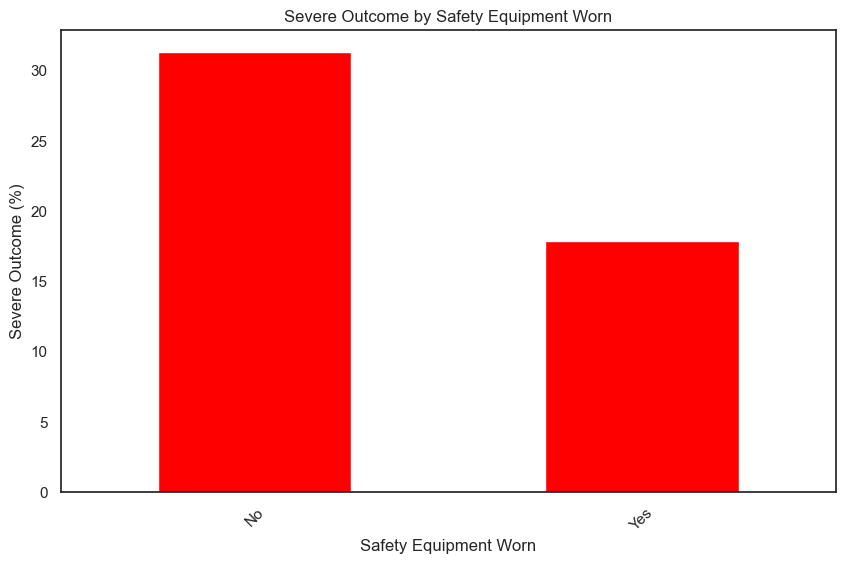 Severe Outcome by Safety Equipment Worn
Severe Outcome (%)
30
25
20
15
10
5
0
No
Yes
Safety Equipment Worn